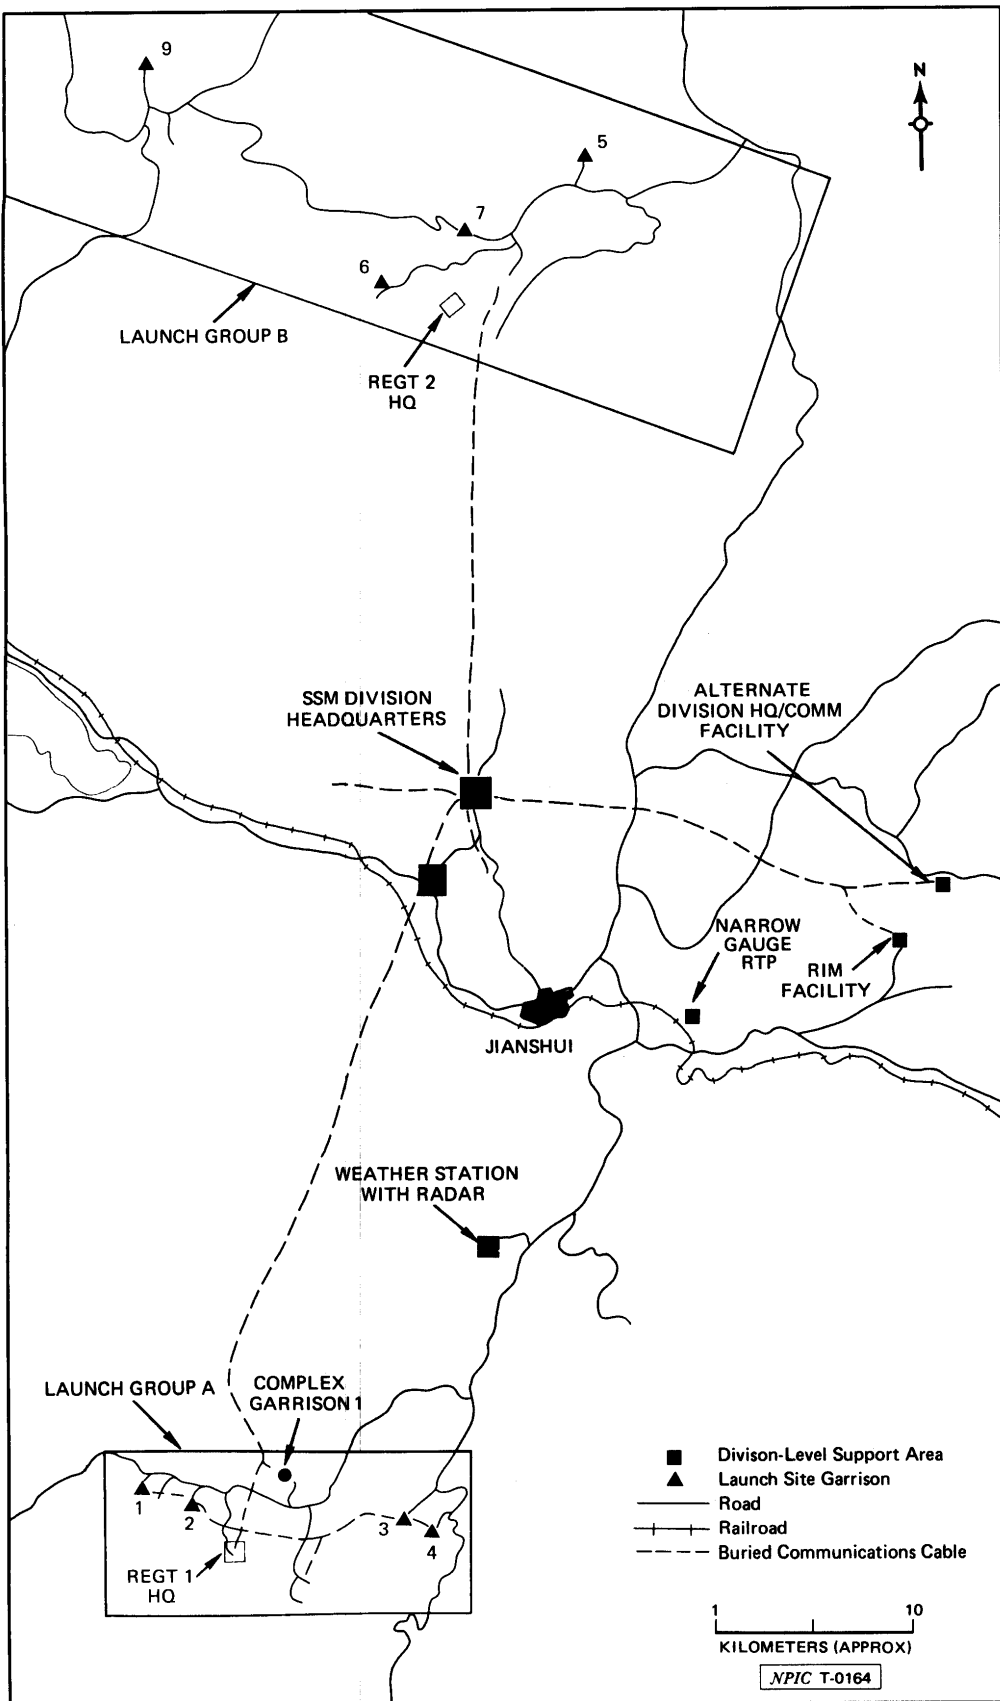 9
N
5
7
6
LAUNCH GROUP B
REGT 2
HQ
SSM DIVISION
HEADQUARTERS
ALTERNATE
DIVISION HQ/COMM
FACILITY
NARROW
GAUGE
RTP
RIM
FACILITY
JIANSHUI
WEATHER STATION
WITH RADAR
LAUNCH GROUP A
COMPLEX
GARRISON 1
1
2
3
4
REGT 1
HQ
Divison-Level Support Area
Launch Site Garrison
Road
Railroad
Buried Communications Cable
1 10
KILOMETERS (APPROX)
NPIC T-0164